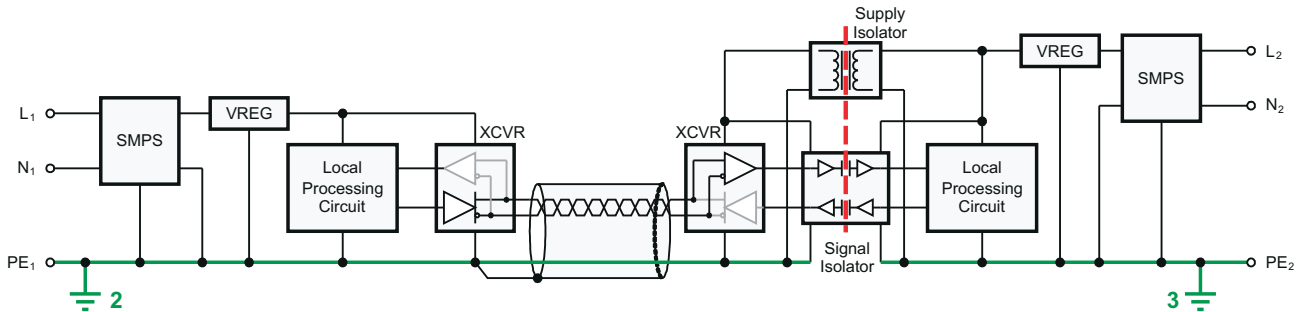 Supply
Isolator
VREG
L₂
SMPS
L₁
VREG
N₂
SMPS
XCVR
XCVR
N₁
Local
Processing
Circuit
Local
Processing
Circuit
Signal
Isolator
PE₁
PE₂
2
3